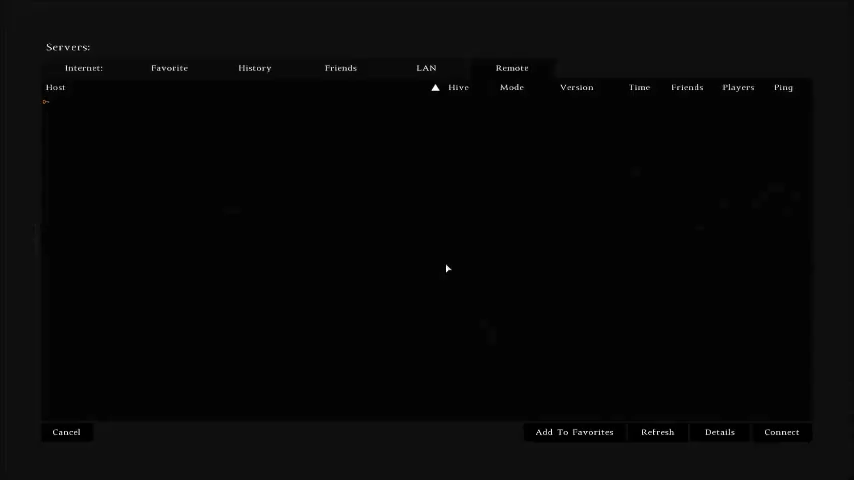 Servers:
Internet: Favorite History Friends LAN Remote
Host Hive Mode Version Time Friends Players Ping
Cancel Add To Favorites Refresh Details Connect